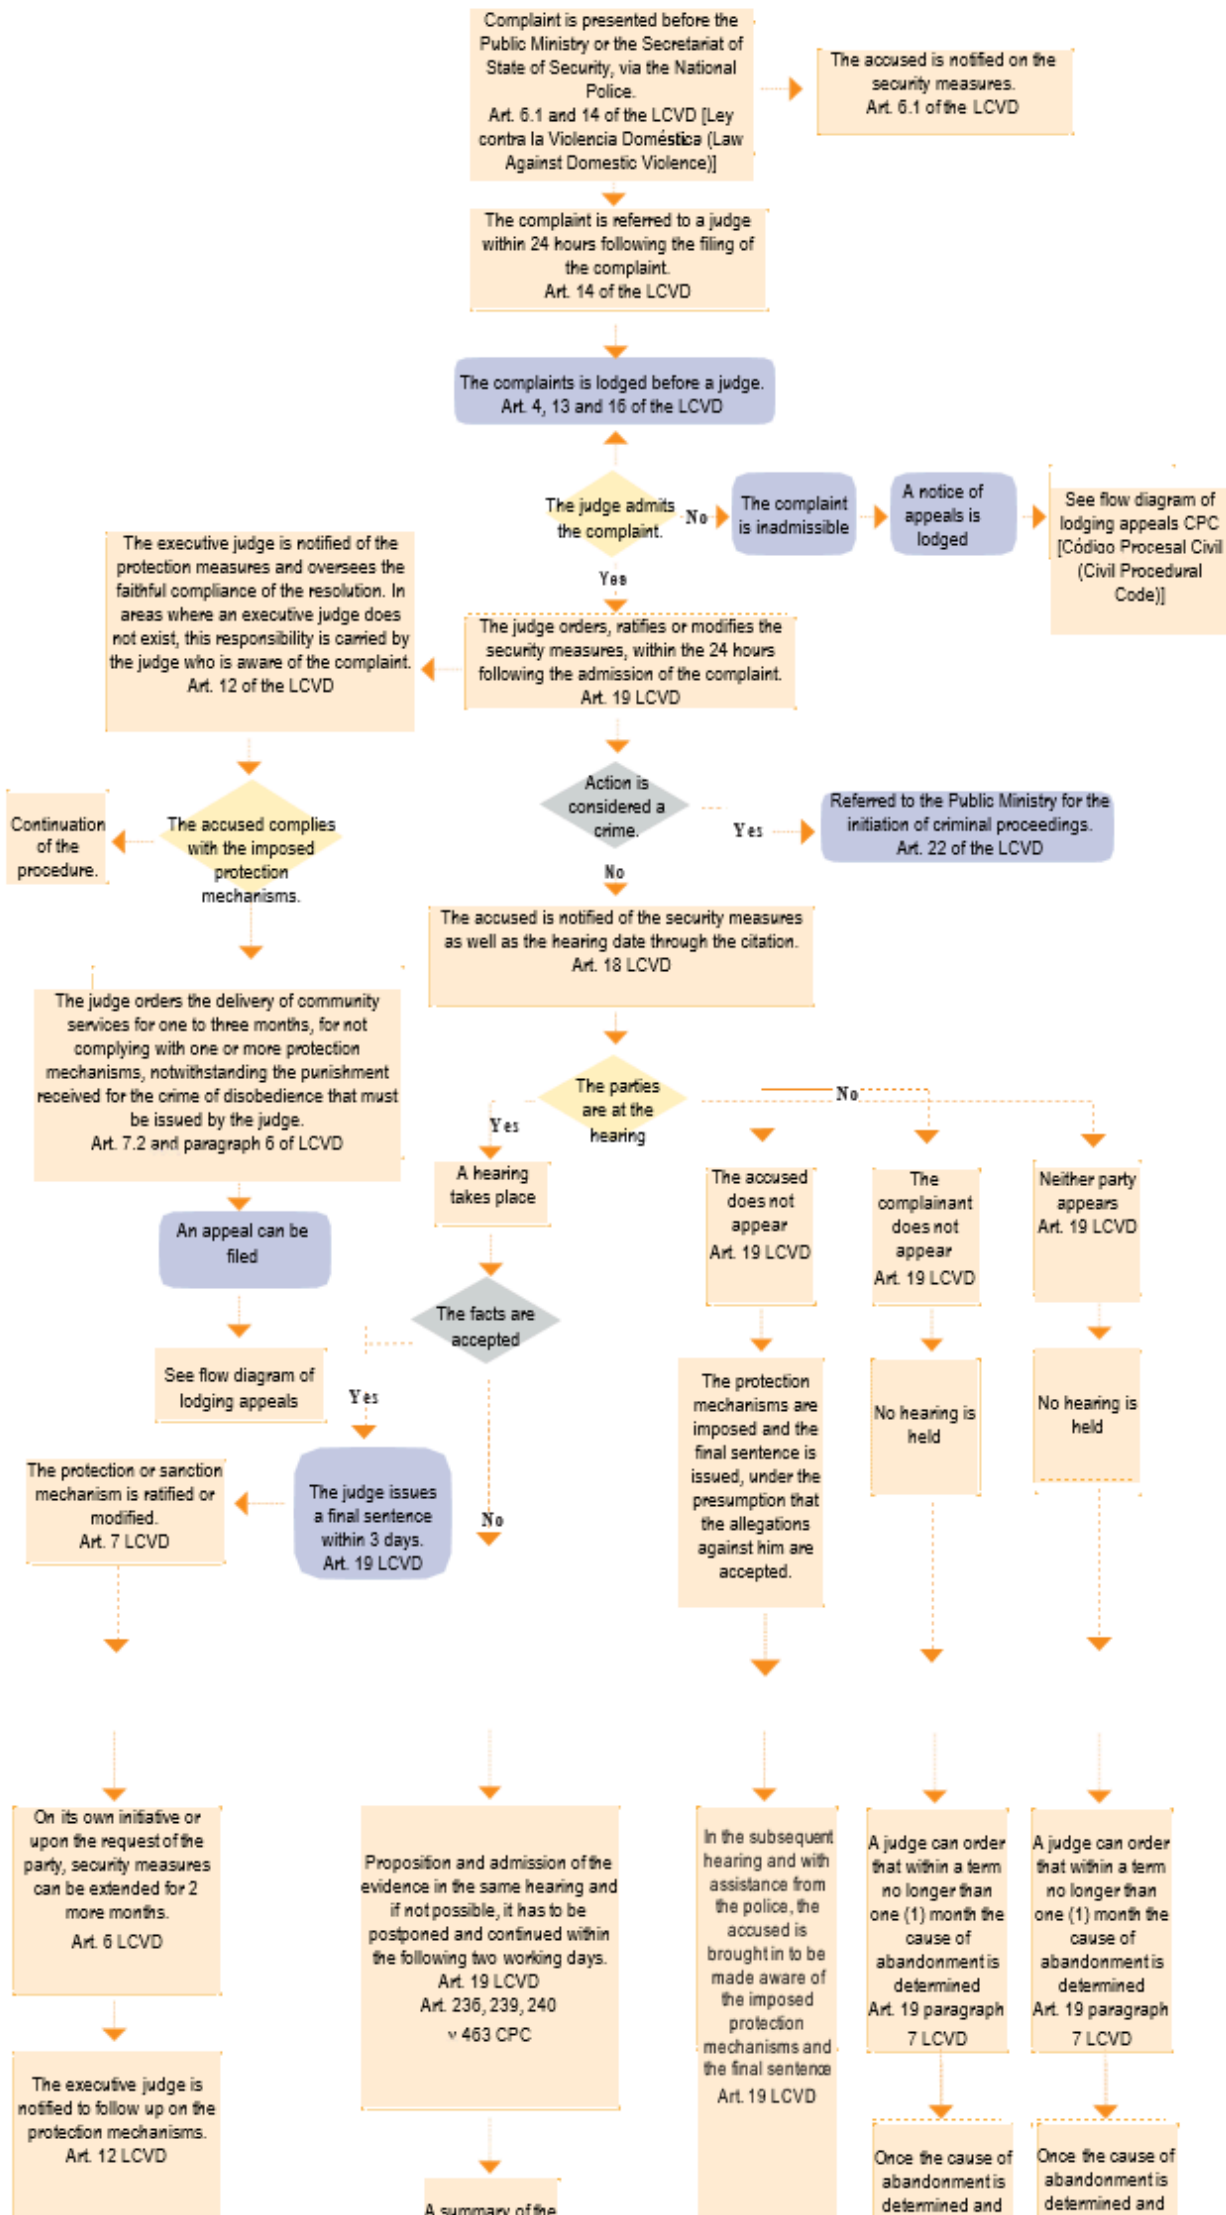 Complaint is presented before the
Public Ministry or the Secretariat of
State of Security, via the National
Police.
Art. 6.1 and 14 of the LCVD [Ley
contra la Violencia Doméstica (Law
Against Domestic Violence)]
The accused is notified on the
security measures.
Art. 6.1 of the LCVD
The complaint is referred to a judge
within 24 hours following the filing of
the complaint.
Art. 14 of the LCVD
The complaints is lodged before a judge.
Art. 4, 13 and 16 of the LCVD
The judge admits
the complaint.
No
The complaint
is inadmissible
A notice of
appeals is
lodged
See flow diagram of
lodging appeals CPC
[Código Procesal Civil
(Civil Procedural
Code)]
Yes
The executive judge is notified of the
protection measures and oversees the
faithful compliance of the resolution. In
areas where an executive judge does
not exist, this responsibility is carried by
the judge who is aware of the complaint.
Art. 12 of the LCVD
The judge orders, ratifies or modifies the
security measures, within the 24 hours
following the admission of the complaint.
Art. 19 LCVD
Action is
considered a
crime.
Yes
Referred to the Public Ministry for the
initiation of criminal proceedings.
Art. 22 of the LCVD
No
Continuation
of the
procedure.
The accused complies
with the imposed
protection
mechanisms.
The accused is notified of the security measures
as well as the hearing date through the citation.
Art. 18 LCVD
The judge orders the delivery of community
services for one to three months, for not
complying with one or more protection
mechanisms, notwithstanding the punishment
received for the crime of disobedience that must
be issued by the judge.
Art. 7.2 and paragraph 6 of LCVD
The parties
are at the
hearing
Yes
No
A hearing
takes place
The accused
does not
appear
Art. 19 LCVD
The
complainant
does not
appear
Art. 19 LCVD
Neither party
appears
Art. 19 LCVD
An appeal can be
filed
The facts are
accepted
See flow diagram of
lodging appeals
Yes
No
The protection
mechanisms are
imposed and the
final sentence is
issued, under the
presumption that
the allegations
against him are
accepted.
No hearing is
held
No hearing is
held
The protection or sanction
mechanism is ratified or
modified.
Art. 7 LCVD
The judge issues
a final sentence
within 3 days.
Art. 19 LCVD
On its own initiative or
upon the request of the
party, security measures
can be extended for 2
more months.
Art. 6 LCVD
Proposition and admission of the
evidence in the same hearing and
if not possible, it has to be
postponed and continued within
the following two working days.
Art. 19 LCVD
Art. 236, 239, 240
v 463 CPC
In the subsequent
hearing and with
assistance from
the police, the
accused is
brought in to be
made aware of
the imposed
protection
mechanisms and
the final sentence
Art. 19 LCVD
A judge can order
that within a term
no longer than
one (1) month the
cause of
abandonment is
determined
Art. 19 paragraph
7 LCVD
A judge can order
that within a term
no longer than
one (1) month the
cause of
abandonment is
determined
Art. 19 paragraph
7 LCVD
The executive judge is
notified to follow up on the
protection mechanisms.
Art. 12 LCVD
A summary of the
Once the cause of
abandonment is
determined and
Once the cause of
abandonment is
determined and